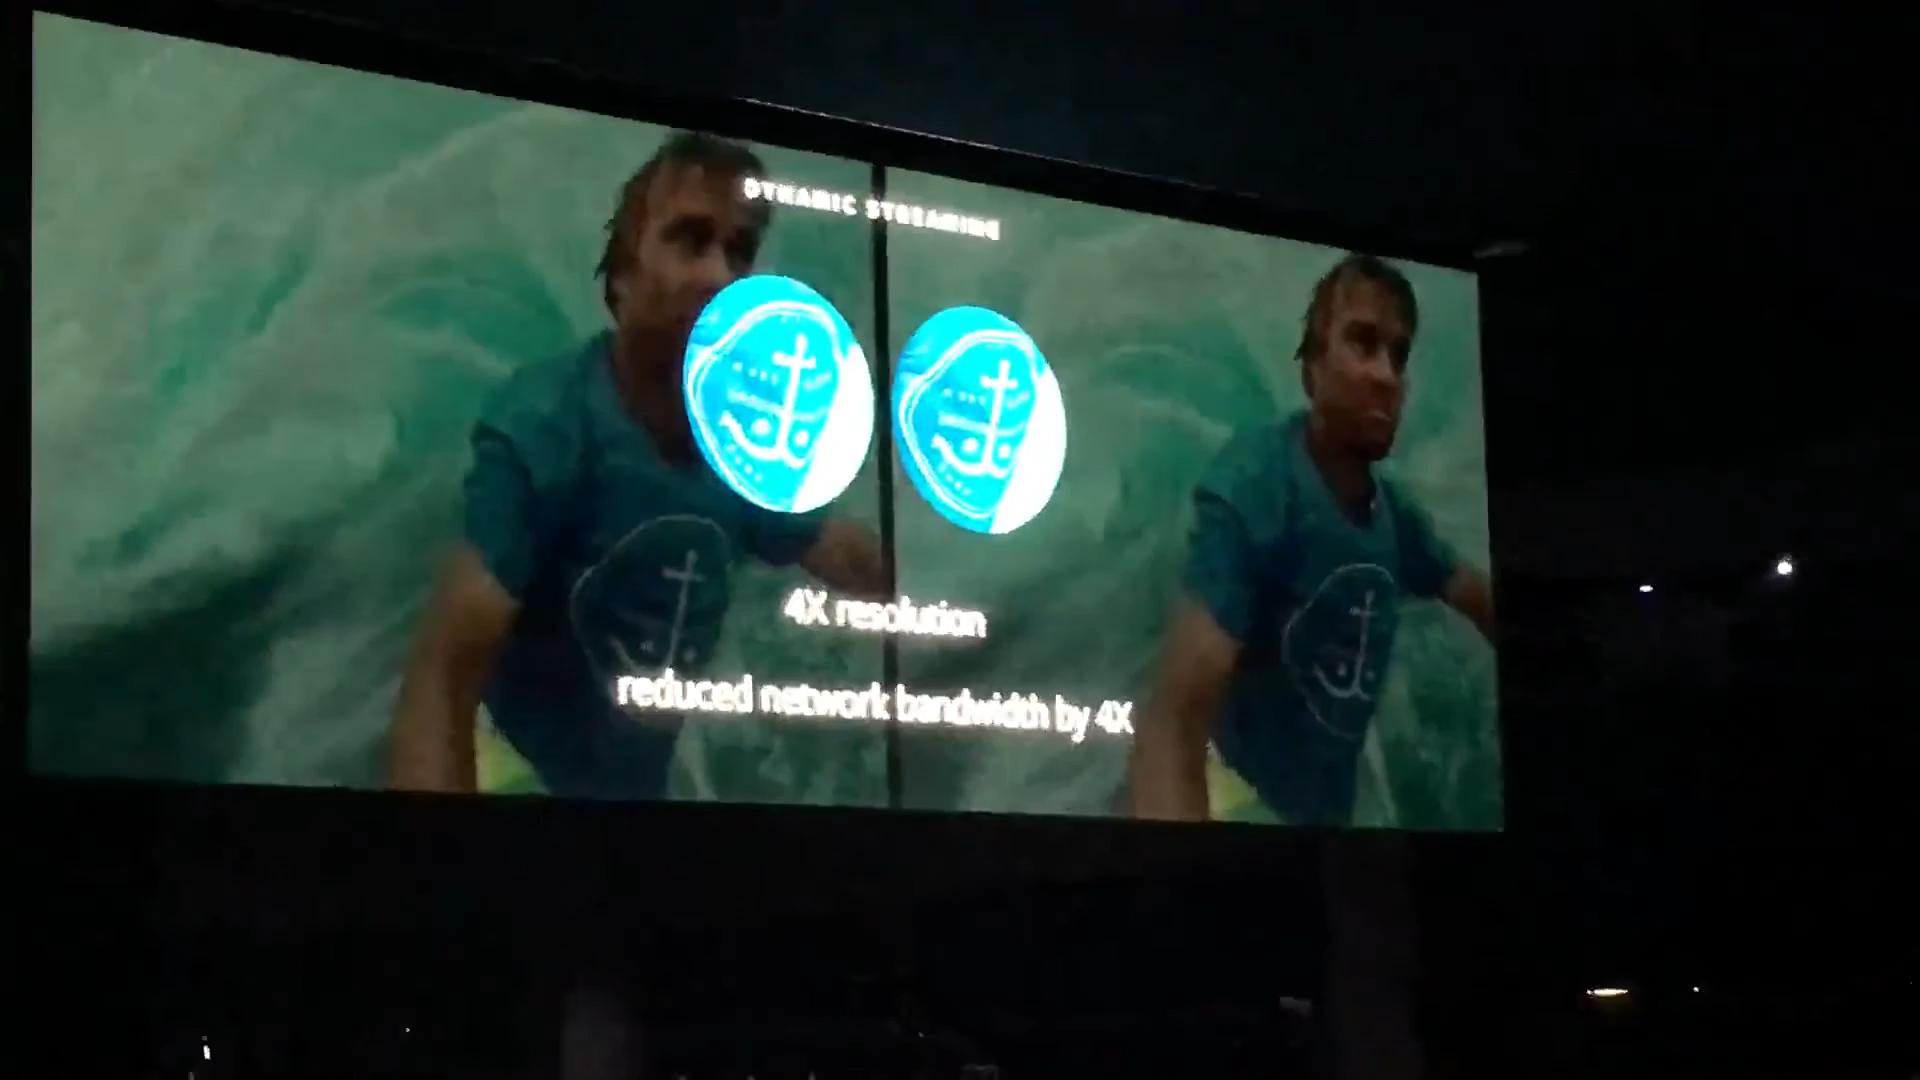 DYNAMIC STREAMING
4X resolution
reduced network bandwidth by 4X